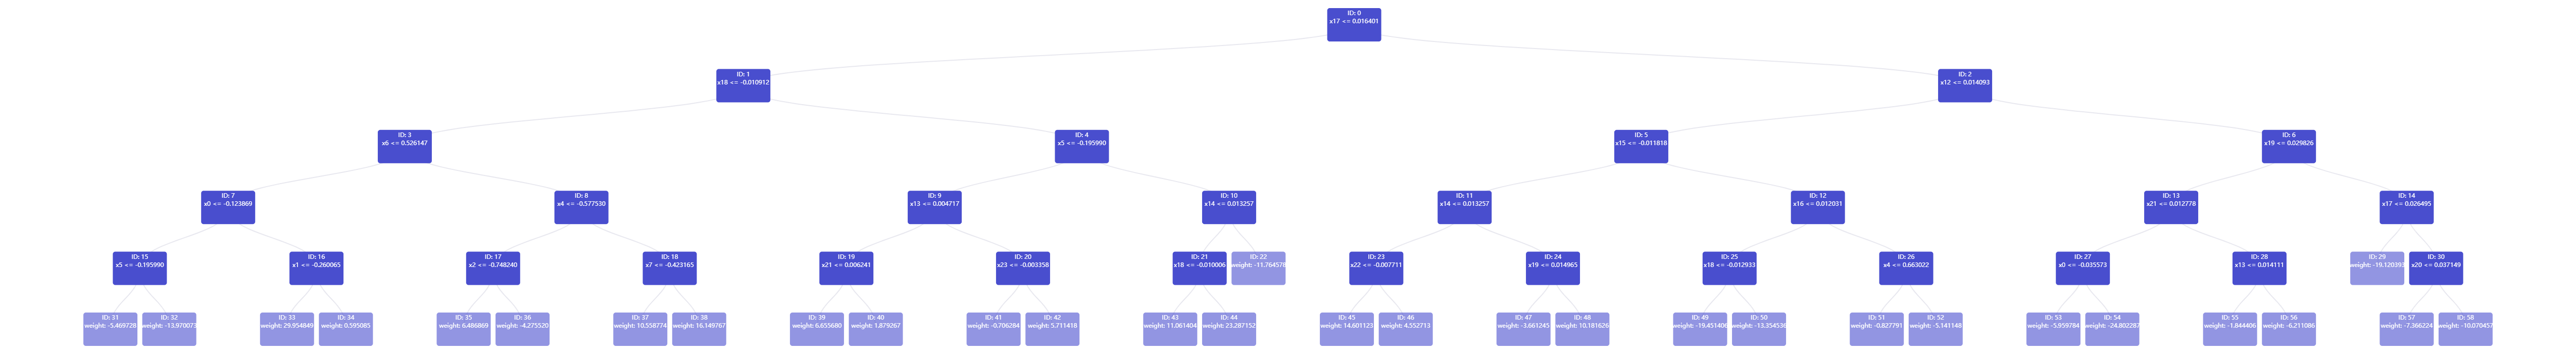 ID: 0
x17 <= 0.016401
ID: 1
x18 <= -0.010912
ID: 2
x12 <= 0.014093
ID: 3
x6 <= 0.526147
ID: 4
x5 <= -0.195990
ID: 5
x15 <= -0.011818
ID: 6
x19 <= 0.029826
ID: 7
x0 <= -0.123869
ID: 8
x4 <= -0.577530
ID: 9
x13 <= 0.004717
ID: 10
x14 <= 0.013257
ID: 11
x14 <= 0.013257
ID: 12
x16 <= 0.012031
ID: 13
x21 <= 0.012778
ID: 14
x17 <= 0.026495
ID: 15
x5 <= -0.195990
ID: 16
x1 <= -0.260065
ID: 17
x2 <= -0.748240
ID: 18
x7 <= -0.423165
ID: 19
x21 <= 0.006241
ID: 20
x23 <= -0.003358
ID: 21
x18 <= -0.010006
ID: 22
weight: -11.764578
ID: 23
x22 <= -0.007711
ID: 24
x19 <= 0.014965
ID: 25
x18 <= -0.012933
ID: 26
x4 <= 0.663022
ID: 27
x0 <= -0.035573
ID: 28
x13 <= 0.014111
ID: 29
weight: -19.120393
ID: 30
x20 <= 0.037149
ID: 31
weight: -5.469728
ID: 32
weight: -13.970073
ID: 33
weight: 29.954849
ID: 34
weight: 0.595085
ID: 35
weight: 6.486869
ID: 36
weight: -4.275520
ID: 37
weight: 10.558774
ID: 38
weight: 16.149767
ID: 39
weight: 6.655680
ID: 40
weight: 1.879267
ID: 41
weight: -0.706284
ID: 42
weight: 5.711418
ID: 43
weight: 11.061404
ID: 44
weight: 23.287152
ID: 45
weight: 14.601123
ID: 46
weight: 4.552713
ID: 47
weight: -3.661245
ID: 48
weight: 10.181626
ID: 49
weight: -19.451406
ID: 50
weight: -13.354536
ID: 51
weight: -0.827791
ID: 52
weight: -5.141148
ID: 53
weight: -5.959784
ID: 54
weight: -24.802287
ID: 55
weight: -1.844406
ID: 56
weight: -6.211086
ID: 57
weight: -7.366224
ID: 58
weight: -10.070457